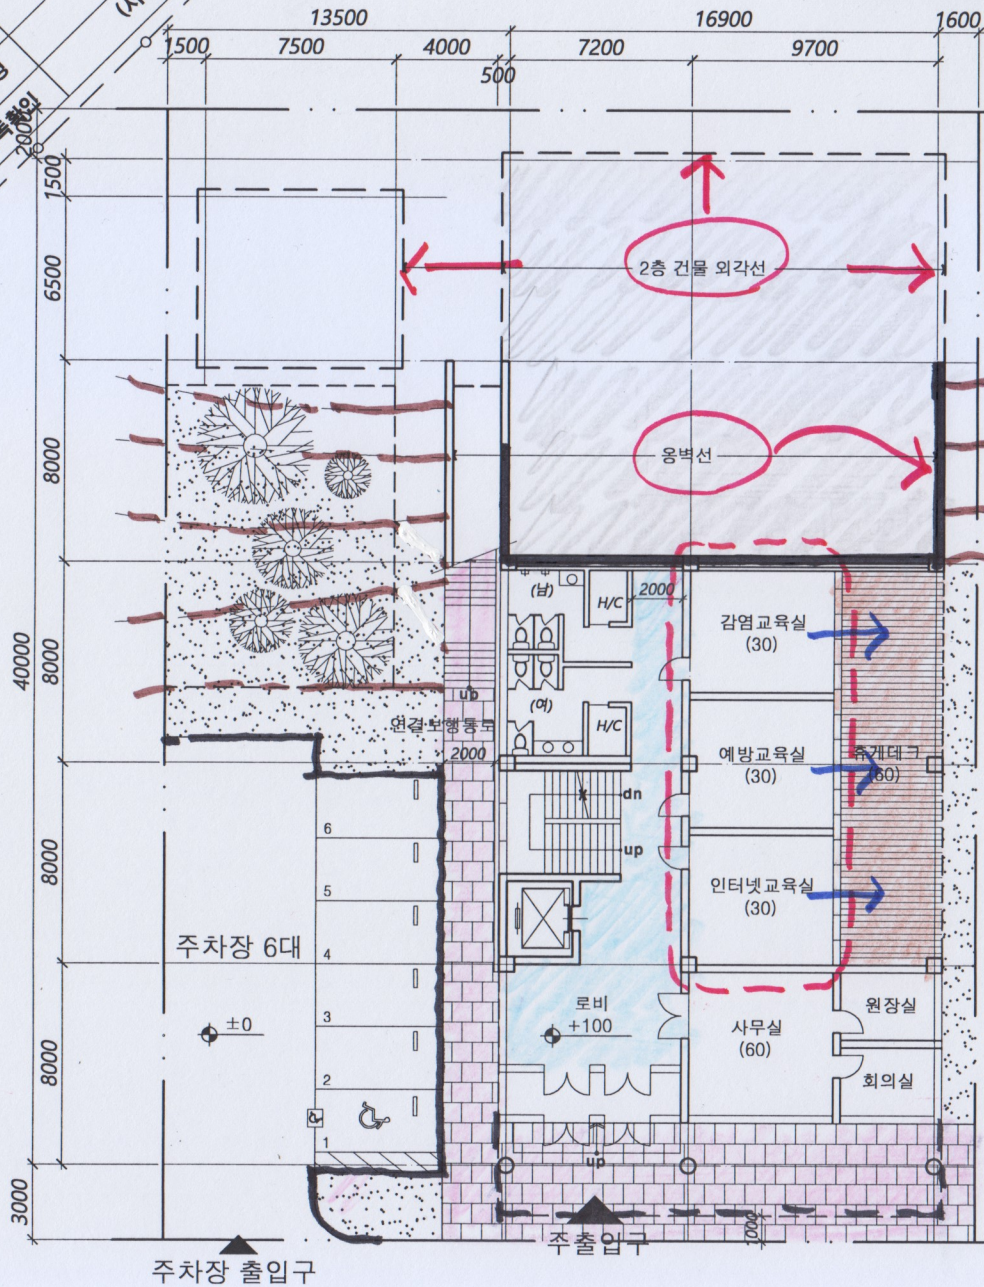 13500
16900
1600
1500
7500
4000
7200
9700
500
2000
1500
6500
2층 건물 외곽선
8000
옹벽선
(남)
H/C
2000
감염교육실
(30)
40000
8000
up
(여)
H/C
연결보행통로
2000
예방교육실
(30)
휴게데크
(60)
dn
up
8000
6
5
인터넷교육실
(30)
주차장 6대
4
로비
+100
±0
3
사무실
(60)
원장실
8000
2
회의실
1
up
3000
1000
주출입구
주차장 출입구